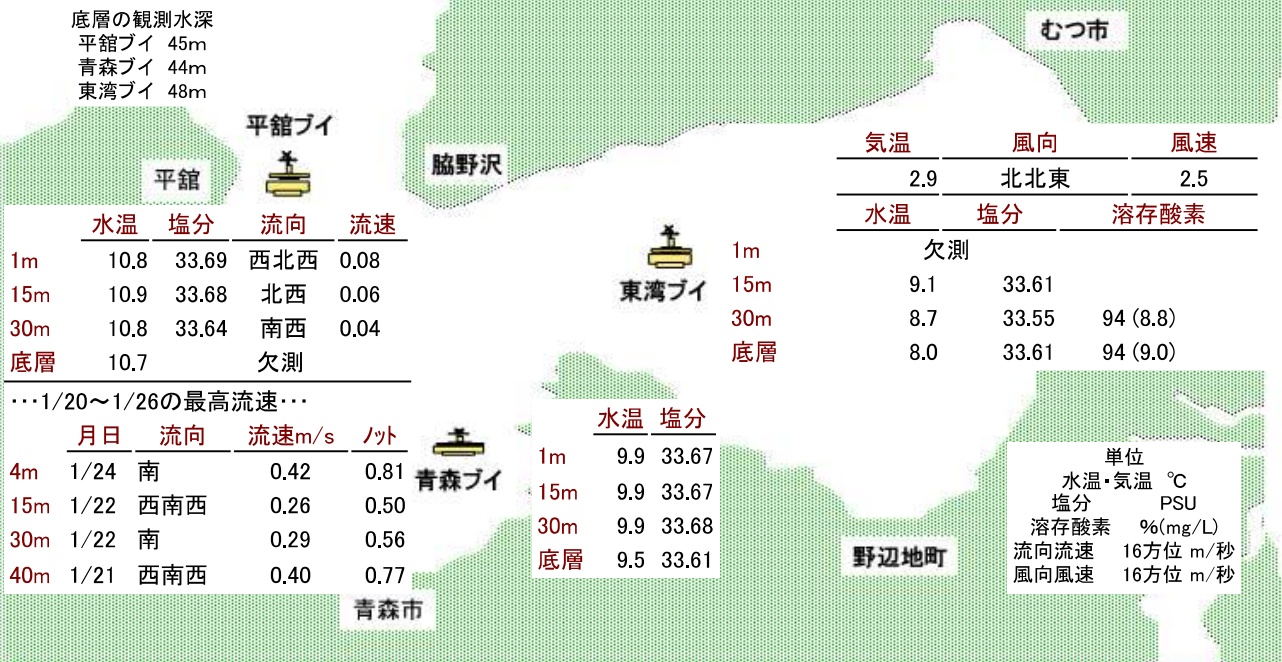 底層の観測水深
平舘ブイ 45m
青森ブイ 44m
東湾ブイ 48m
むつ市
平舘ブイ
平舘
脇野沢
気温 風向 風速
2.9 北北東 2.5
水温 塩分 溶存酸素
1m 欠測
15m 9.1 33.61
30m 8.7 33.55 94 (8.8)
底層 8.0 33.61 94 (9.0)
東湾ブイ
水温 塩分 流向 流速
1m 10.8 33.69 西北西 0.08
15m 10.9 33.68 北西 0.06
30m 10.8 33.64 南西 0.04
底層 10.7 欠測
･･･1/20～1/26の最高流速･･･
月日 流向 流速m/s ﾉｯﾄ
4m 1/24 南 0.42 0.81
15m 1/22 西南西 0.26 0.50
30m 1/22 南 0.29 0.56
40m 1/21 西南西 0.40 0.77
青森ブイ
水温 塩分
1m 9.9 33.67
15m 9.9 33.67
30m 9.9 33.68
底層 9.5 33.61
青森市
野辺地町
単位
水温･気温 ℃
塩分 PSU
溶存酸素 %(mg/L)
流向流速 16方位 m/秒
風向風速 16方位 m/秒